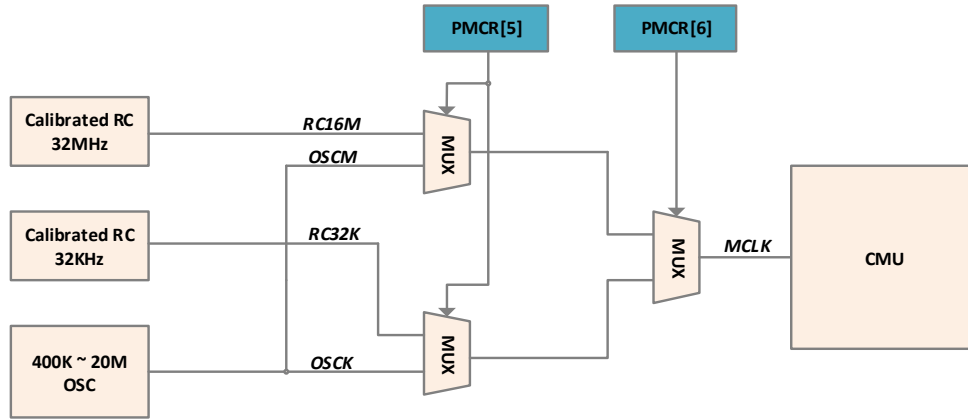 PMCR[5]
PMCR[6]
Calibrated RC
32MHz
RC16M
OSCM
MUX
Calibrated RC
32KHz
RC32K
MUX
MCLK
CMU
400K ~ 20M
OSC
OSCK
MUX